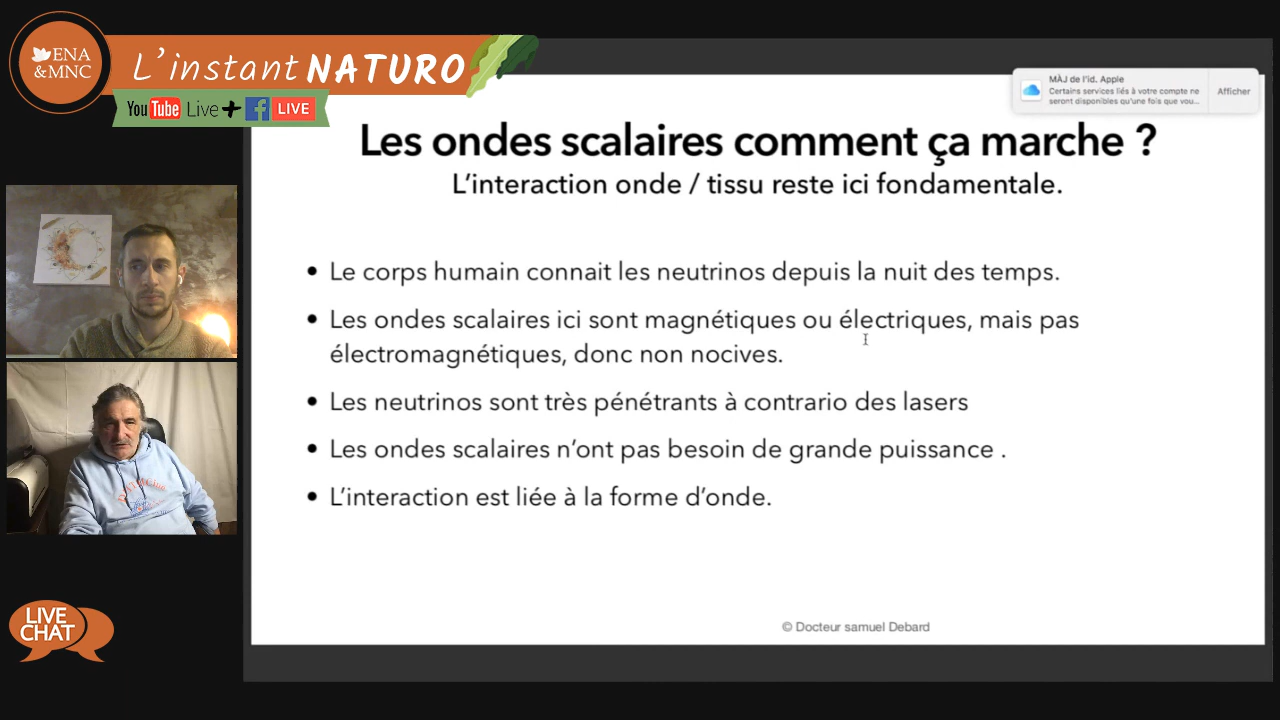 ENA
&MNC
L'instant NATURO
YouTube Live + f LIVE
MÀJ de l'id. Apple
Certains services liés à votre compte ne
seront disponibles qu'une fois que vou...
Afficher
Les ondes scalaires comment ça marche ?
L'interaction onde / tissu reste ici fondamentale.
• Le corps humain connait les neutrinos depuis la nuit des temps.
• Les ondes scalaires ici sont magnétiques ou électriques, mais pas
électromagnétiques, donc non nocives.
• Les neutrinos sont très pénétrants à contrario des lasers
• Les ondes scalaires n'ont pas besoin de grande puissance .
• L'interaction est liée à la forme d'onde.
LIVE
CHAT
© Docteur samuel Debard